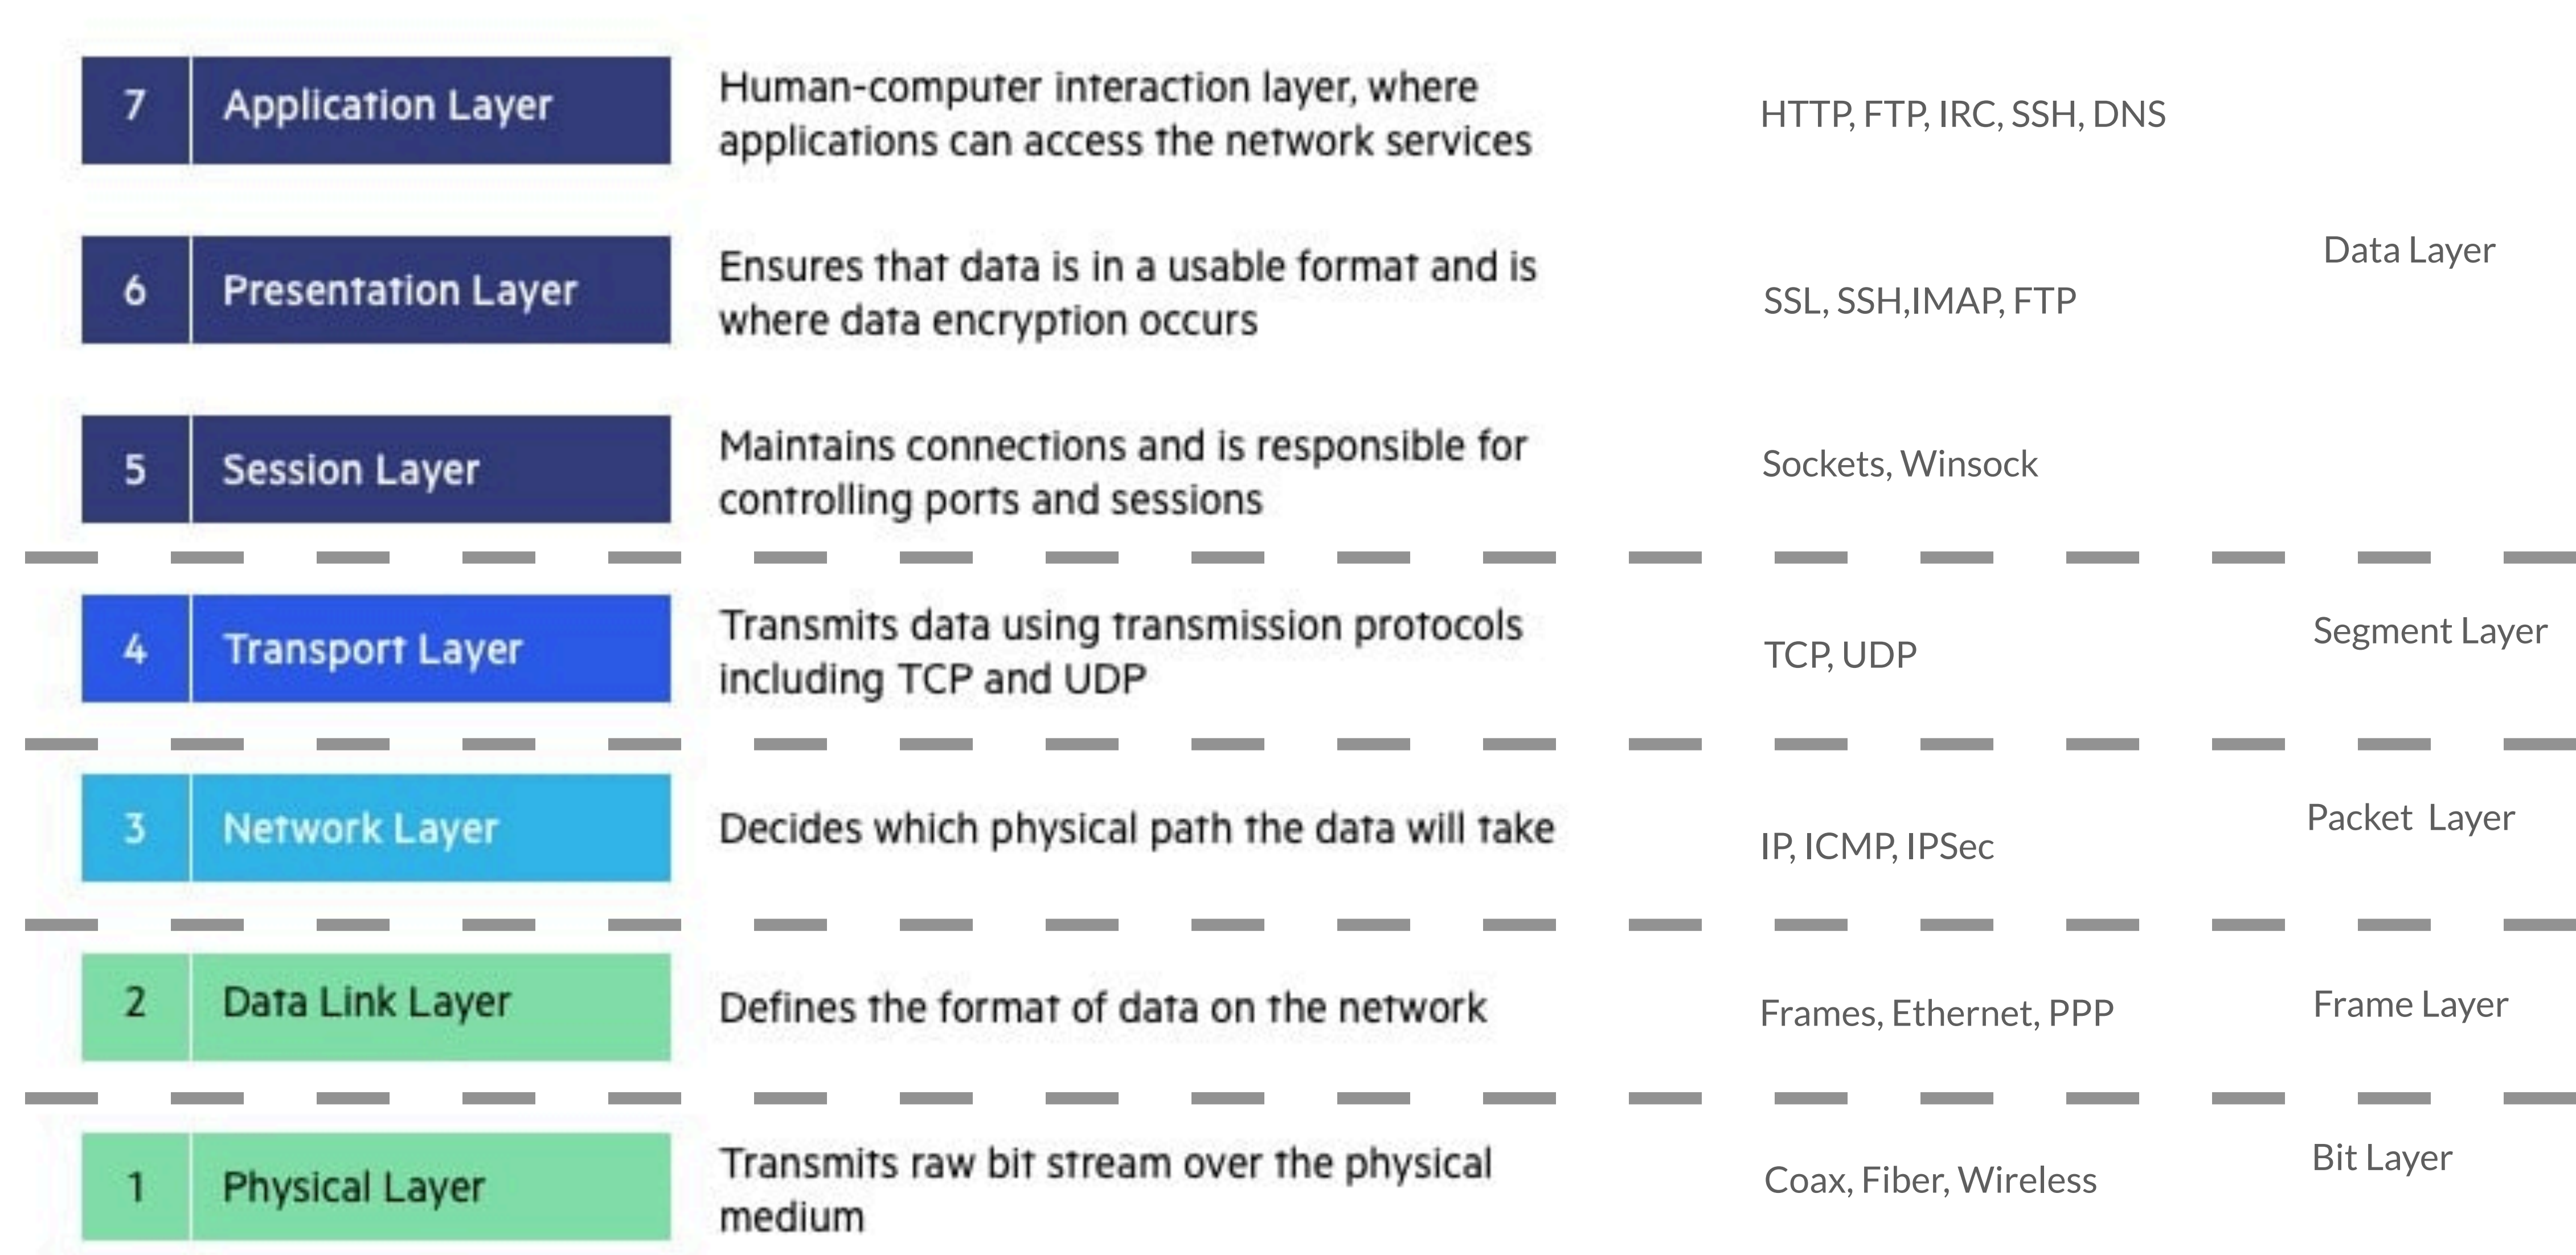 7 Application Layer
Human-computer interaction layer, where
applications can access the network services
HTTP, FTP, IRC, SSH, DNS
6 Presentation Layer
Ensures that data is in a usable format and is
where data encryption occurs
SSL, SSH,IMAP, FTP
Data Layer
5 Session Layer
Maintains connections and is responsible for
controlling ports and sessions
Sockets, Winsock
4 Transport Layer
Transmits data using transmission protocols
including TCP and UDP
TCP, UDP
Segment Layer
3 Network Layer
Decides which physical path the data will take
IP, ICMP, IPSec
Packet Layer
2 Data Link Layer
Defines the format of data on the network
Frames, Ethernet, PPP
Frame Layer
1 Physical Layer
Transmits raw bit stream over the physical
medium
Coax, Fiber, Wireless
Bit Layer